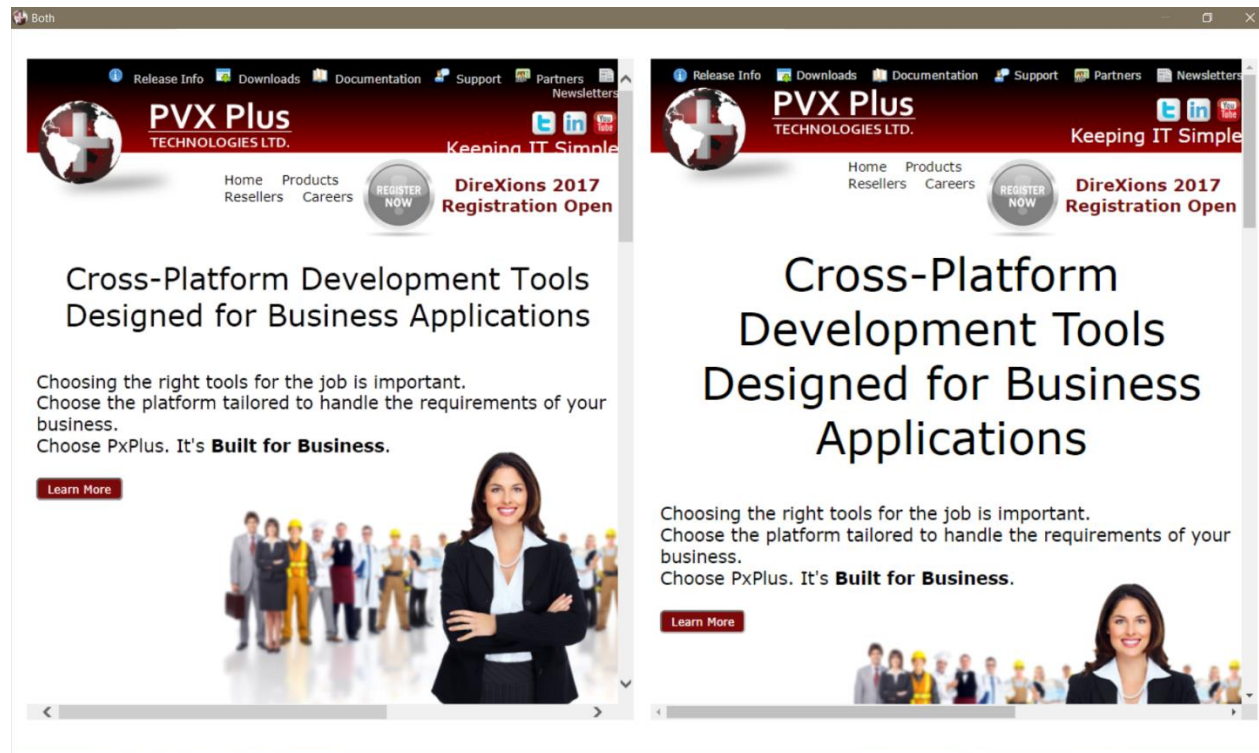 Both
Release Info Downloads Documentation Support Partners
Newsletters
PVX Plus
TECHNOLOGIES LTD.
t in You Tube
Keeping IT Simple
Home Products
Resellers Careers
REGISTER
NOW
DireXions 2017
Registration Open
Cross-Platform Development Tools
Designed for Business Applications
Choosing the right tools for the job is important.
Choose the platform tailored to handle the requirements of your
business.
Choose PxPlus. It's Built for Business.
Learn More
Release Info Downloads Documentation Support Partners Newsletters
PVX Plus
TECHNOLOGIES LTD.
t in You Tube
Keeping IT Simple
Home Products
Resellers Careers
REGISTER
NOW
DireXions 2017
Registration Open
Cross-Platform
Development Tools
Designed for Business
Applications
Choosing the right tools for the job is important.
Choose the platform tailored to handle the requirements of your
business.
Choose PxPlus. It's Built for Business.
Learn More